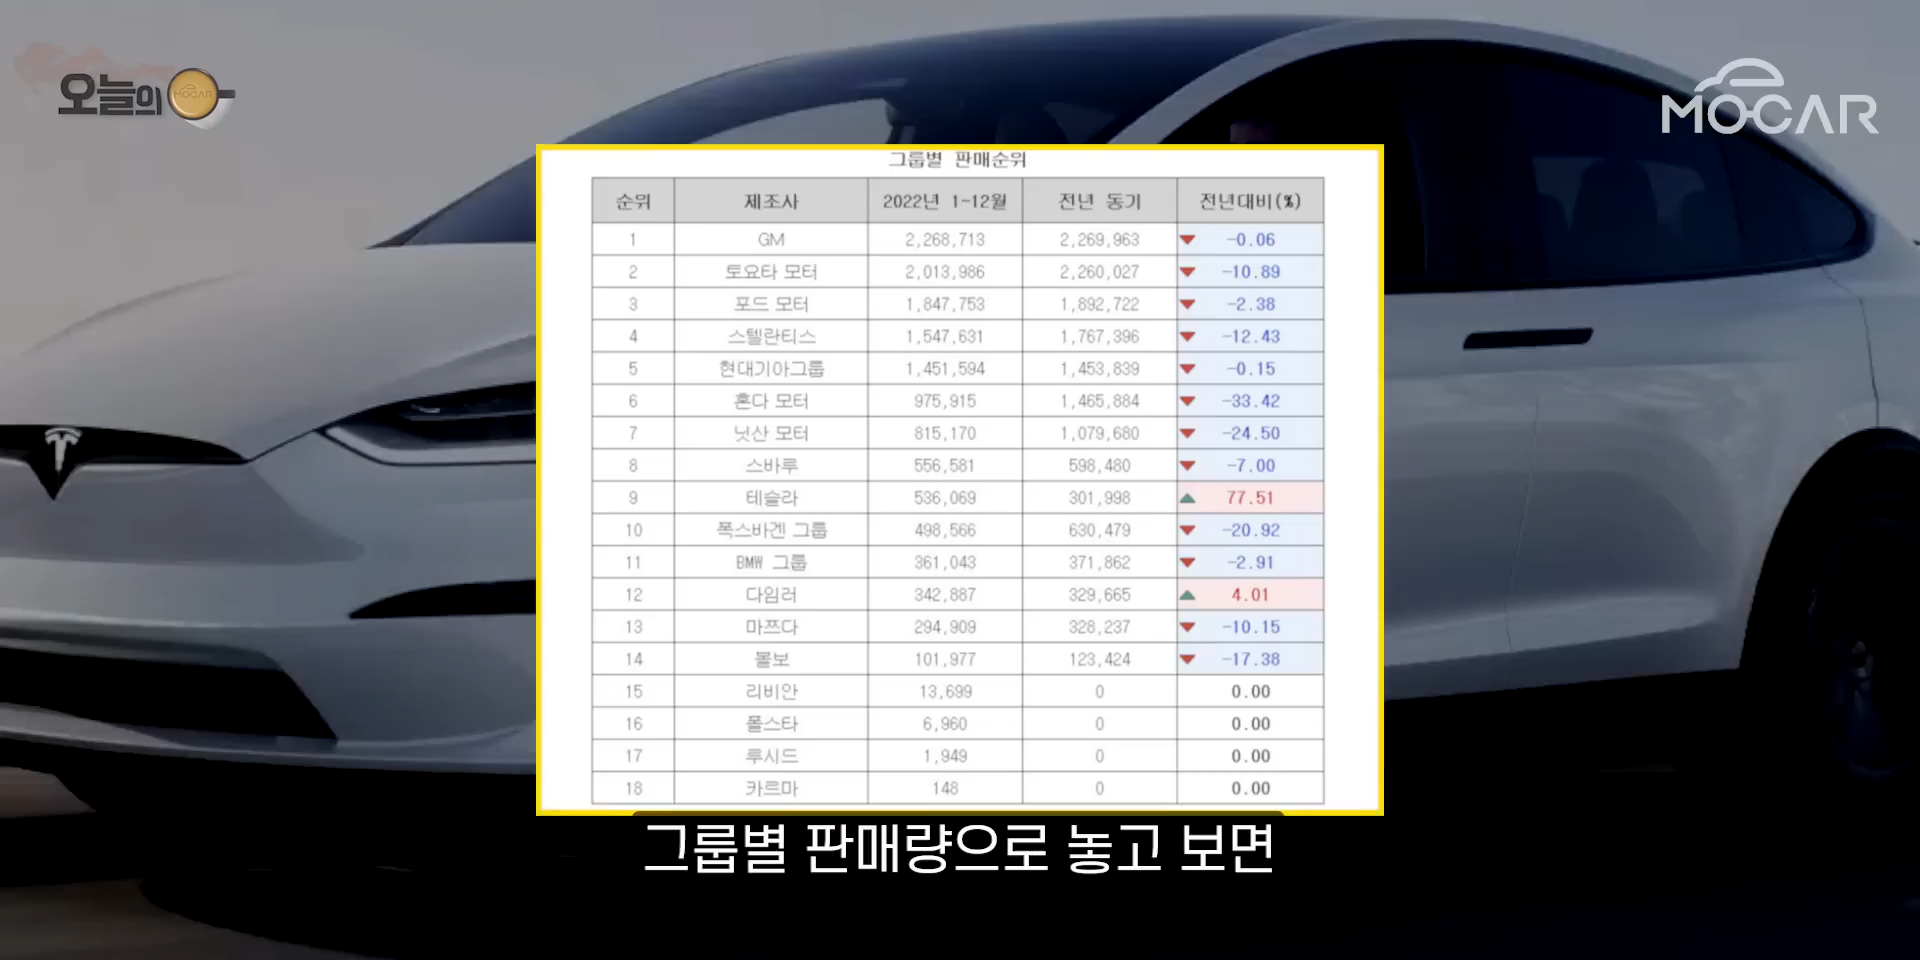 오늘의 MOCAR
MOCAR
그룹별 판매순위
순위 제조사 2022년 1-12월 전년 동기 전년대비(%)
1 GM 2,268,713 2,269,963 ▼ -0.06
2 토요타 모터 2,013,986 2,260,027 ▼ -10.89
3 포드 모터 1,847,753 1,892,722 ▼ -2.38
4 스텔란티스 1,547,631 1,767,396 ▼ -12.43
5 현대기아그룹 1,451,594 1,453,839 ▼ -0.15
6 혼다 모터 975,915 1,465,884 ▼ -33.42
7 닛산 모터 815,170 1,079,680 ▼ -24.50
8 스바루 556,581 598,480 ▼ -7.00
9 테슬라 536,069 301,998 ▲ 77.51
10 폭스바겐 그룹 498,566 630,479 ▼ -20.92
11 BMW 그룹 361,043 371,862 ▼ -2.91
12 다임러 342,887 329,665 ▲ 4.01
13 마쯔다 294,909 328,237 ▼ -10.15
14 볼보 101,977 123,424 ▼ -17.38
15 리비안 13,699 0 0.00
16 폴스타 6,960 0 0.00
17 루시드 1,949 0 0.00
18 카르마 148 0 0.00
그룹별 판매량으로 놓고 보면